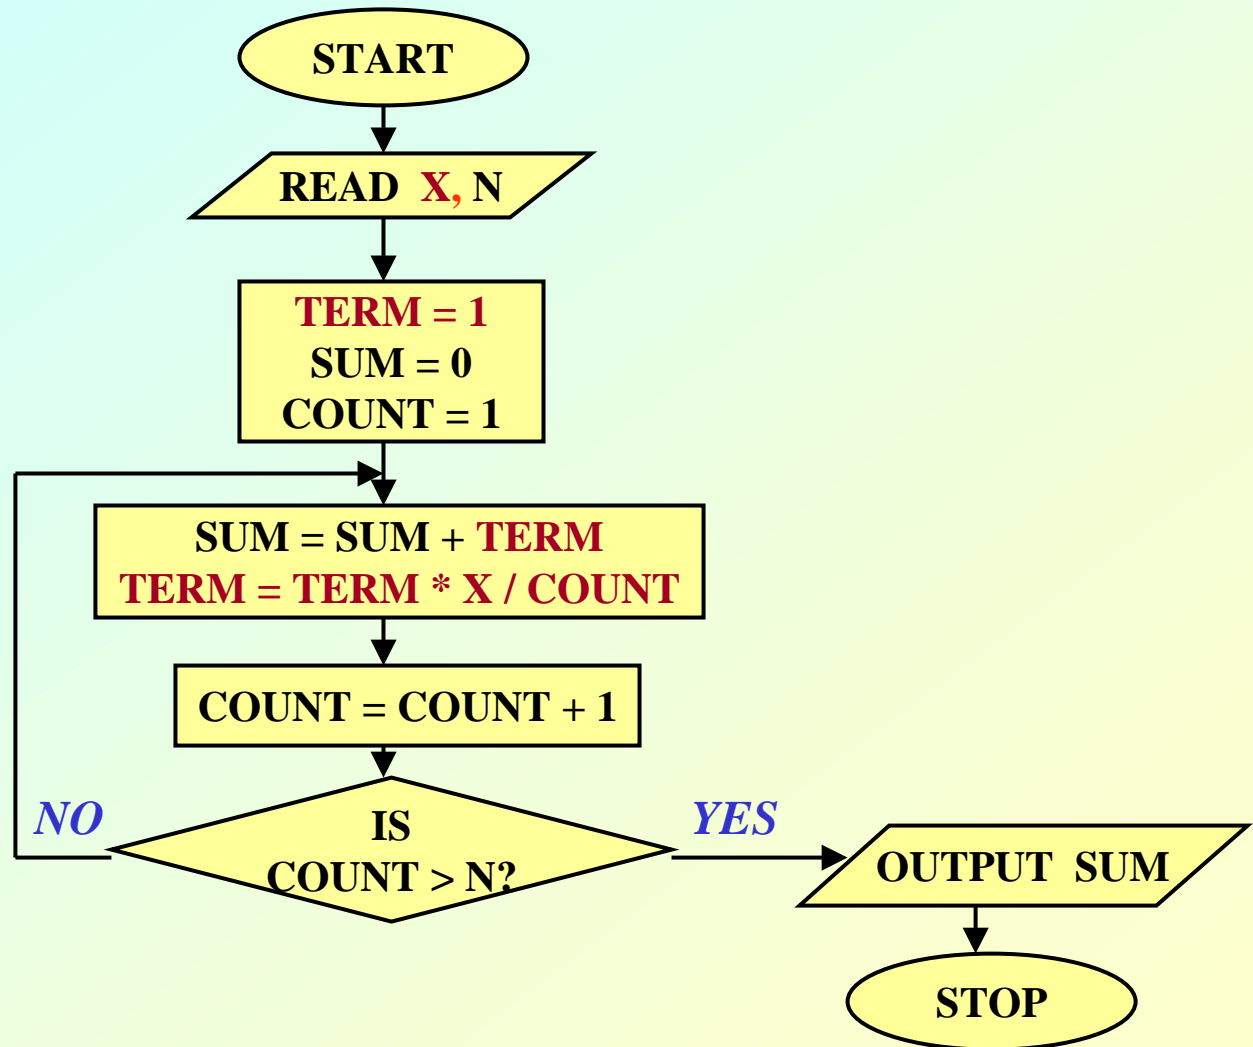 START
READ X, N
TERM = 1
SUM = 0
COUNT = 1
SUM = SUM + TERM
TERM = TERM * X / COUNT
COUNT = COUNT + 1
NO
IS
COUNT > N?
YES
OUTPUT SUM
STOP